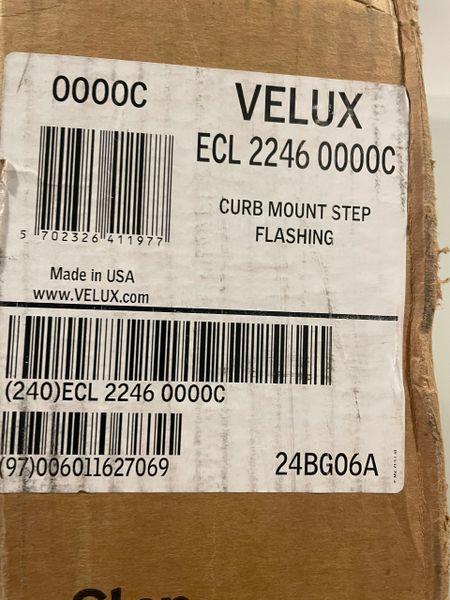 0000C
VELUX
ECL 2246 0000C
CURB MOUNT STEP
FLASHING
5 702326 411977
Made in USA
www.VELUX.com
(240)ECL 2246 0000C
(97)006011627069
24BG06A